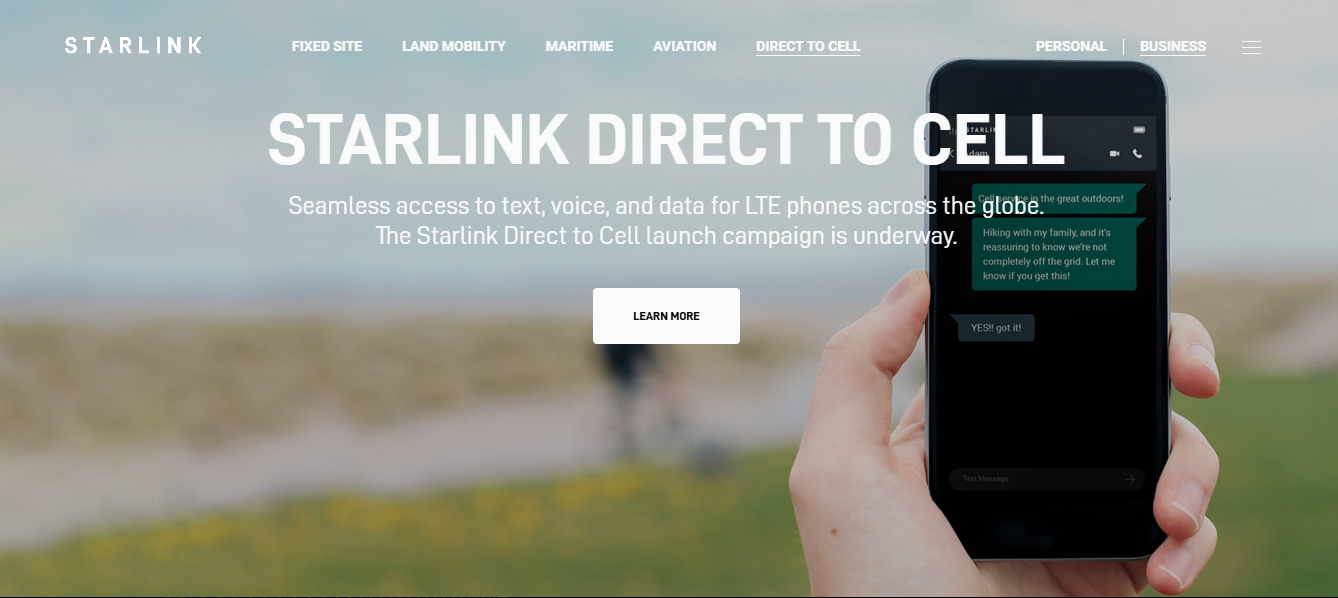 STARLINK
FIXED SITE
LAND MOBILITY
MARITIME
AVIATION
DIRECT TO CELL
PERSONAL
BUSINESS
STARLINK DIRECT TO CELL
Seamless access to text, voice, and data for LTE phones across the globe.
The Starlink Direct to Cell launch campaign is underway.
LEARN MORE
Cell service in the great outdoors!
Hiking with my family, and it's
reassuring to know we're not
completely off the grid. Let me
know if you get this!
YES!! got it!
Text Message